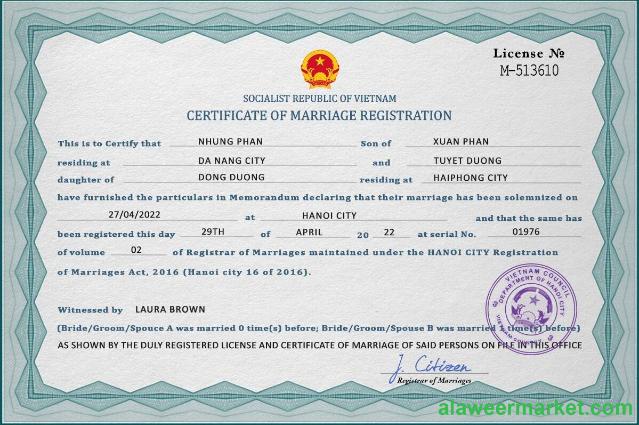 License №
M-513610
SOCIALIST REPUBLIC OF VIETNAM
CERTIFICATE OF MARRIAGE REGISTRATION
This is to Certify that NHUNG PHAN Son of XUAN PHAN
residing at DA NANG CITY and TUYET DUONG
daughter of DONG DUONG residing at HAIPHONG CITY
have furnished the particulars in Memorandum declaring that their marriage has been solemnized on
27/04/2022 at HANOI CITY and that the same has
been registered this day 29TH of APRIL 20 22 at serial No. 01976
of volume 02 of Registrar of Marriages maintained under the HANOI CITY Registration
of Marriages Act, 2016 (Hanoi city 16 of 2016).
VIETNAM COUNCIL
DEPARTMENT OF HANOI CITY
Witnessed by LAURA BROWN
(Bride/Groom/Spouce A was married 0 time(s) before; Bride/Groom/Spouse B was married 1 time(s) before)
AS SHOWN BY THE DULY REGISTERED LICENSE AND CERTIFICATE OF MARRIAGE OF SAID PERSONS ON FILE IN THIS OFFICE
J. Citizen
Registrar of Marriages
alaweermarket.com